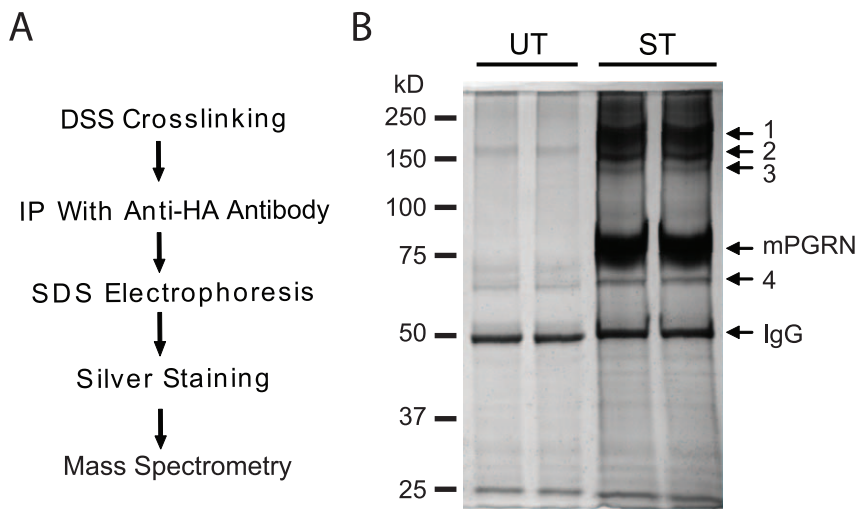 A
DSS Crosslinking
IP With Anti-HA Antibody
SDS Electrophoresis
Silver Staining
Mass Spectrometry
B
UT ST
kD
250
150
100
75
50
37
25
1
2
3
mPGRN
4
IgG